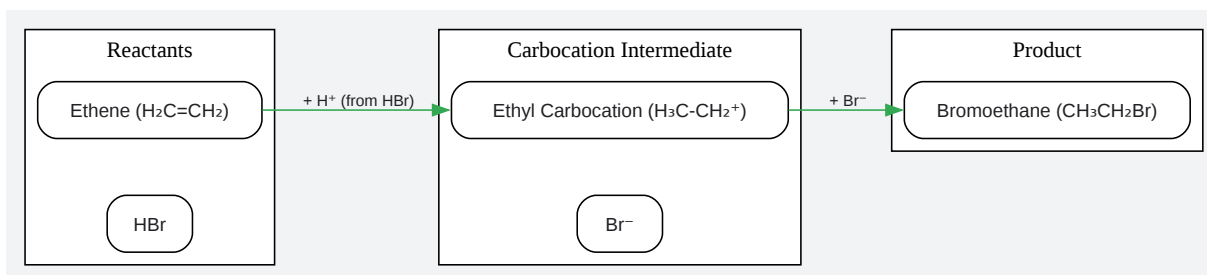 Reactants
Ethene (H₂C=CH₂)
HBr
+ H⁺ (from HBr)
Carbocation Intermediate
Ethyl Carbocation (H₃C-CH₂⁺)
Br⁻
+ Br⁻
Product
Bromoethane (CH₃CH₂Br)